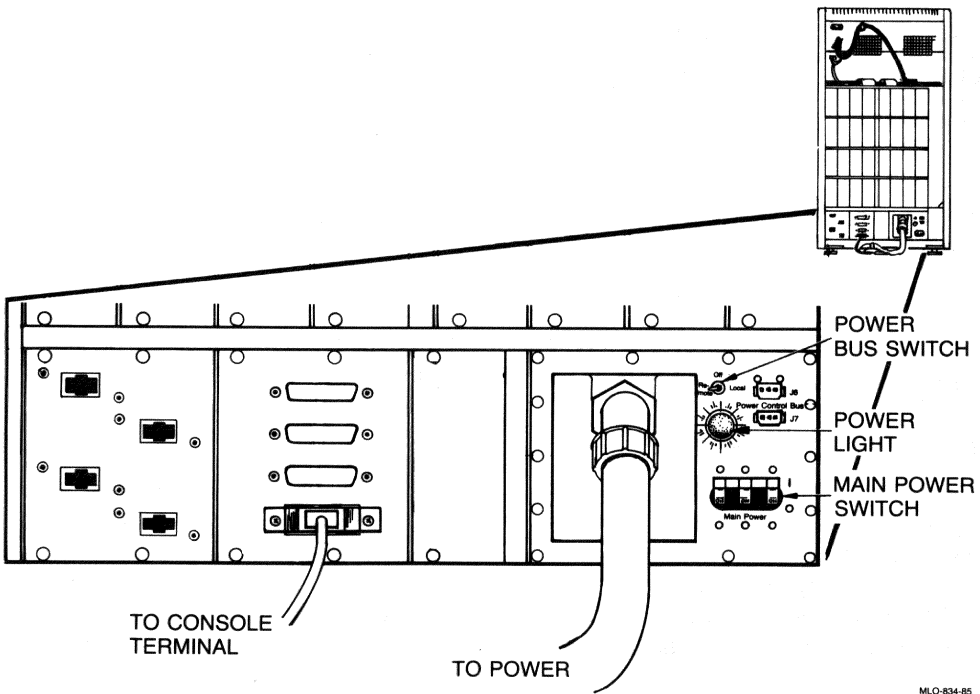 POWER
BUS SWITCH
Off
Re-
mote
Local
J6
Power Control Bus
J7
POWER
LIGHT
MAIN POWER
SWITCH
I
Main Power
TO CONSOLE
TERMINAL
TO POWER
MLO-834-85